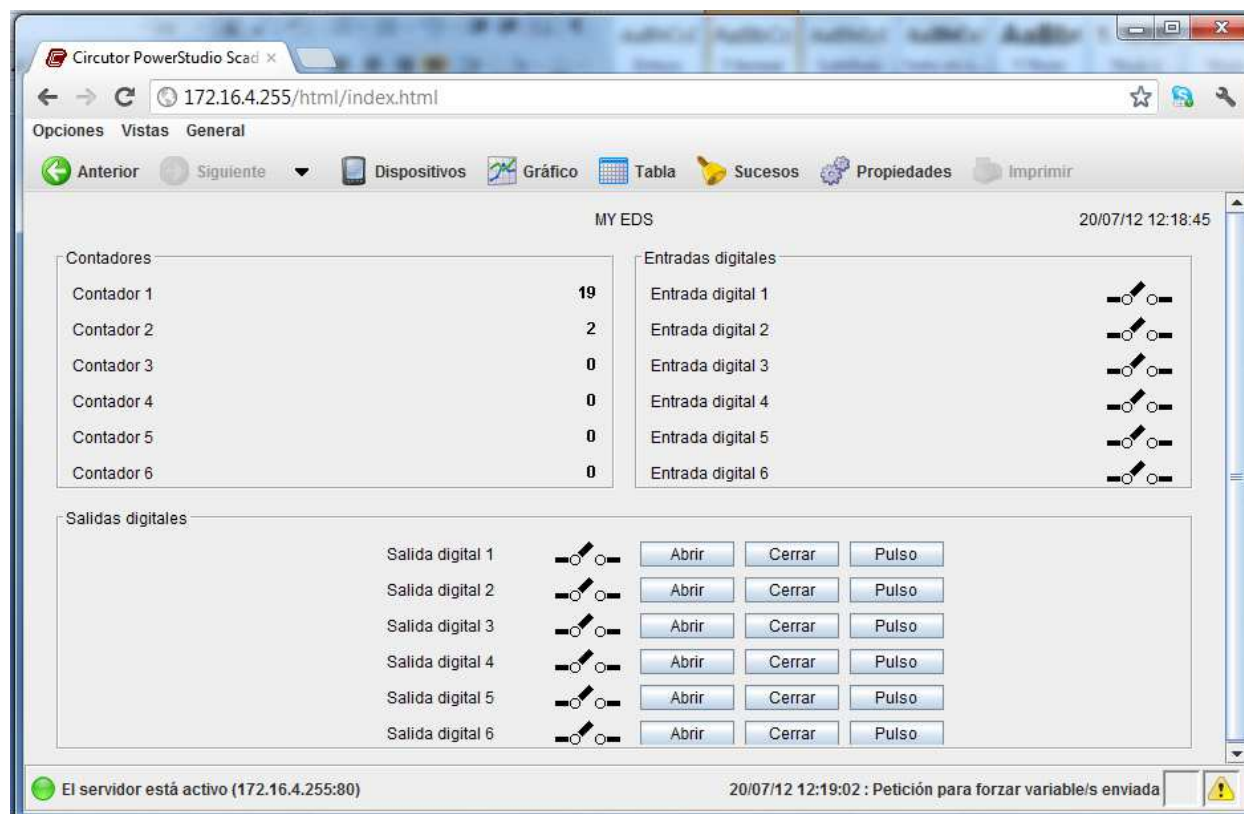 Circutor PowerStudio Scad
172.16.4.255/html/index.html
Opciones Vistas General
Anterior Siguiente Dispositivos Gráfico Tabla Sucesos Propiedades Imprimir
MY EDS 20/07/12 12:18:45
Contadores
Contador 1 19
Contador 2 2
Contador 3 0
Contador 4 0
Contador 5 0
Contador 6 0
Entradas digitales
Entrada digital 1
Entrada digital 2
Entrada digital 3
Entrada digital 4
Entrada digital 5
Entrada digital 6
Salidas digitales
Salida digital 1 Abrir Cerrar Pulso
Salida digital 2 Abrir Cerrar Pulso
Salida digital 3 Abrir Cerrar Pulso
Salida digital 4 Abrir Cerrar Pulso
Salida digital 5 Abrir Cerrar Pulso
Salida digital 6 Abrir Cerrar Pulso
El servidor está activo (172.16.4.255:80) 20/07/12 12:19:02 : Petición para forzar variable/s enviada